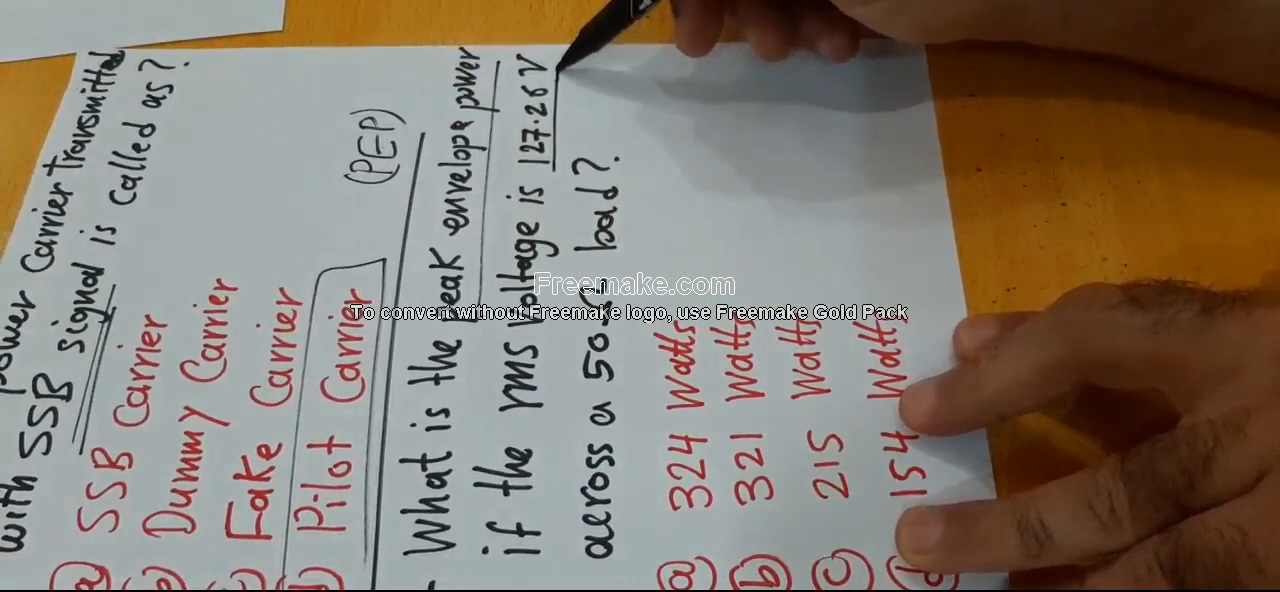 power Carrier transmitted
with SSB signal is called as?
a) SSB Carrier
b) Dummy Carrier
c) Fake Carrier
d) Pilot Carrier
(PEP)
- What is the peak envelope power
if the rms voltage is 127.26V
across a 50Ω load?
a) 324 Watts
b) 321 Watts
c) 215 Watts
d) 154 Watts
Freemake.com
To convert without Freemake logo, use Freemake Gold Pack